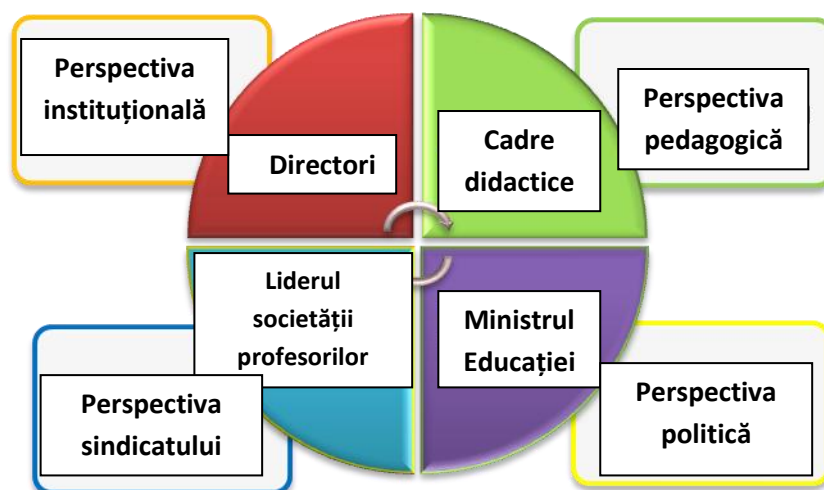 Perspectiva
instituțională
Directori
Cadre
didactice
Perspectiva
pedagogică
Liderul
societății
profesorilor
Perspectiva
sindicatului
Ministrul
Educației
Perspectiva
politică